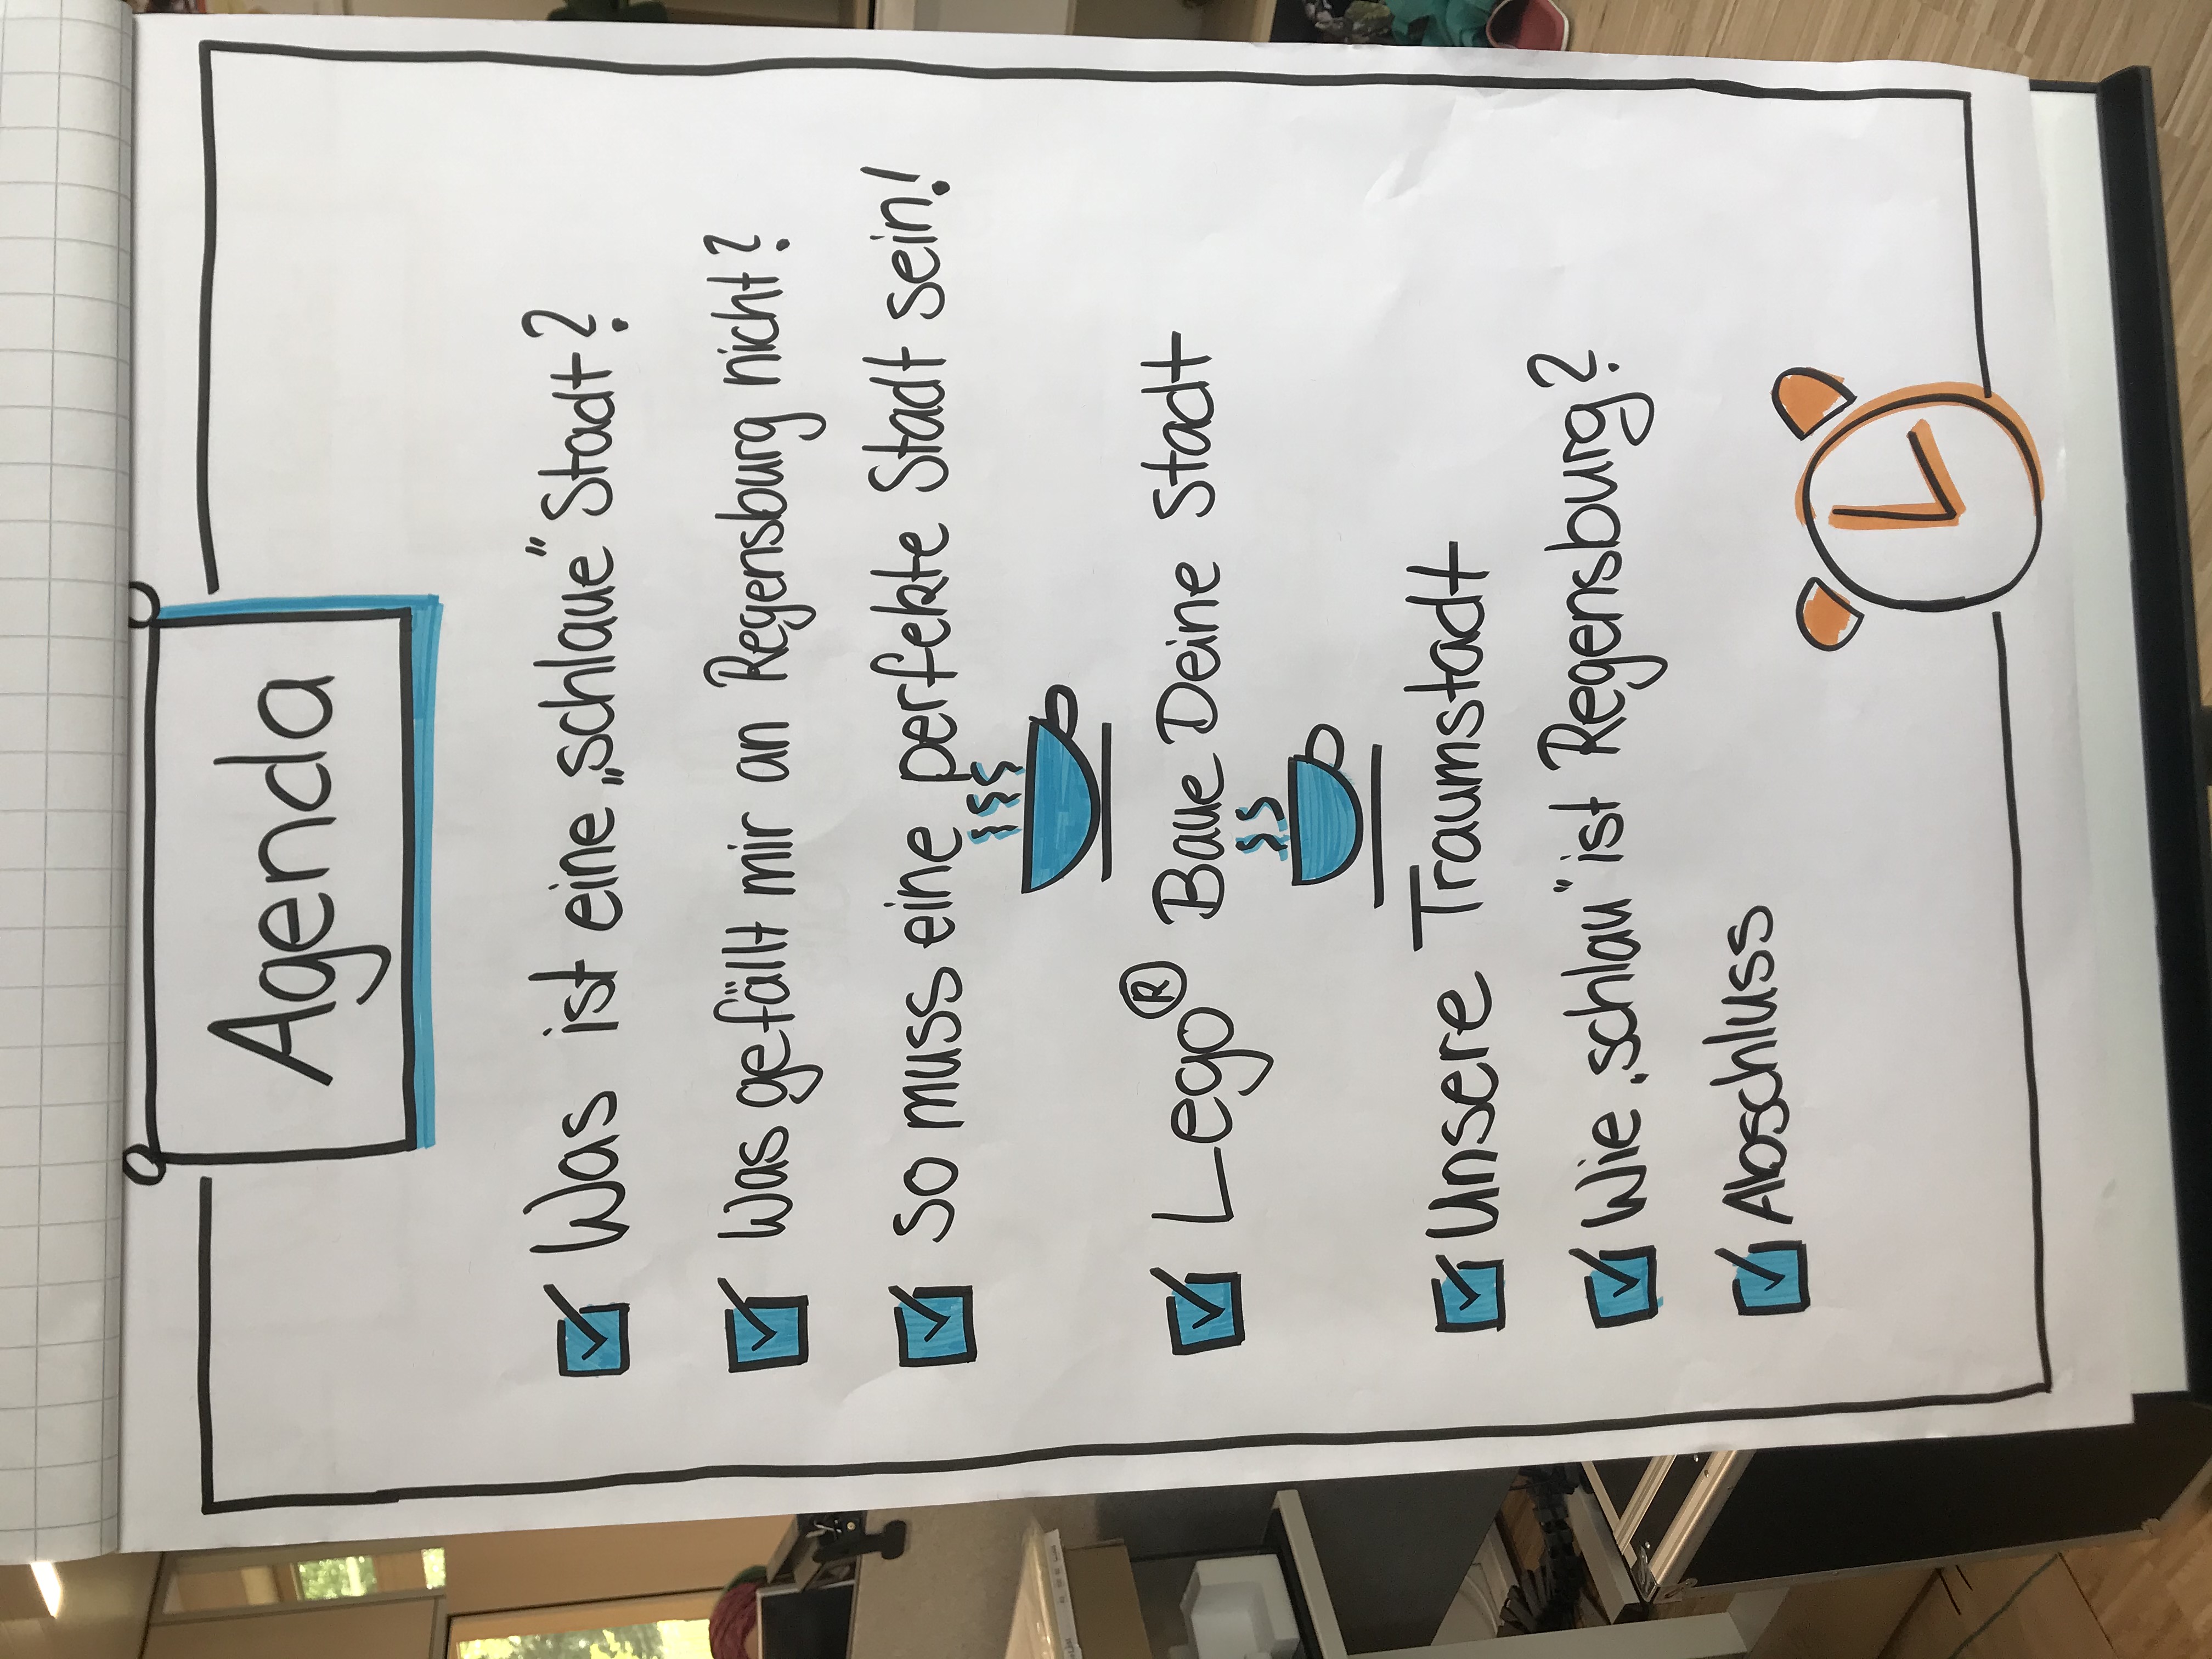 Agenda
Was ist eine „schlaue" Stadt?
Was gefällt mir an Regensburg nicht?
So muss eine perfekte Stadt sein!
Lego® Baue Deine Stadt
Unsere Traumstadt
Wie „schlau" ist Regensburg?
Abschluss